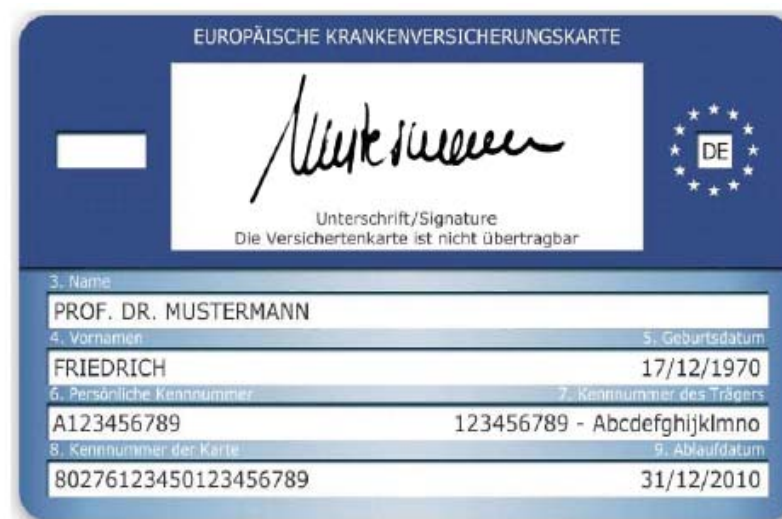 EUROPÄISCHE KRANKENVERSICHERUNGSKARTE
Mustermann
DE
Unterschrift/Signature
Die Versichertenkarte ist nicht übertragbar
3. Name
PROF. DR. MUSTERMANN
4. Vornamen 5. Geburtsdatum
FRIEDRICH 17/12/1970
6. Persönliche Kennnummer 7. Kennnummer des Trägers
A123456789 123456789 - Abcdefghijklmno
8. Kennnummer der Karte 9. Ablaufdatum
80276123450123456789 31/12/2010